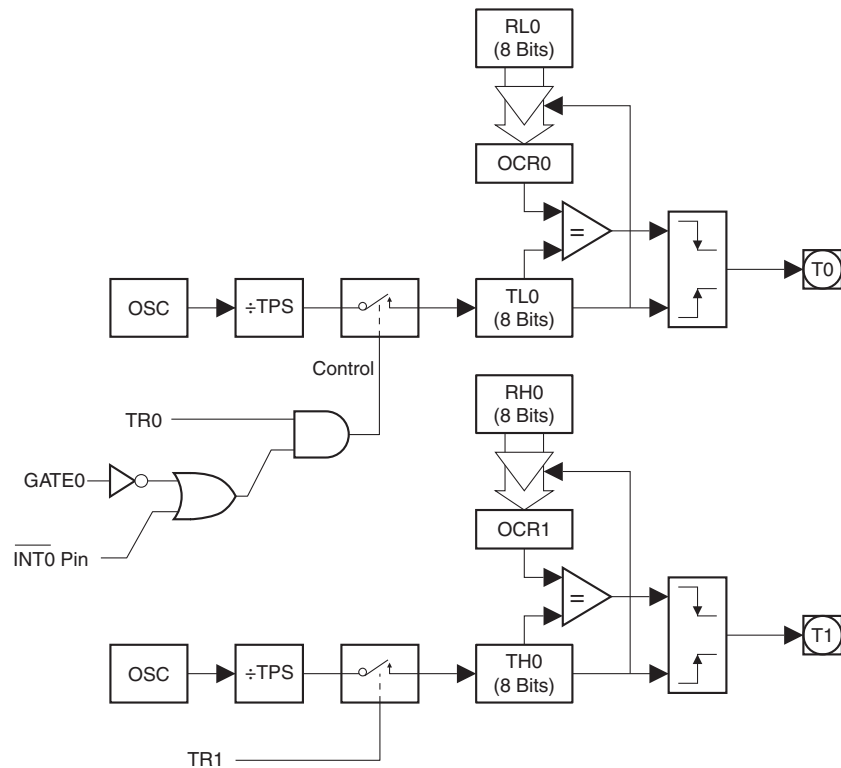 RL0
(8 Bits)
OCR0
=
OSC
÷TPS
TL0
(8 Bits)
T0
Control
TR0
GATE0
INT0 Pin
RH0
(8 Bits)
OCR1
=
OSC
÷TPS
TH0
(8 Bits)
T1
TR1